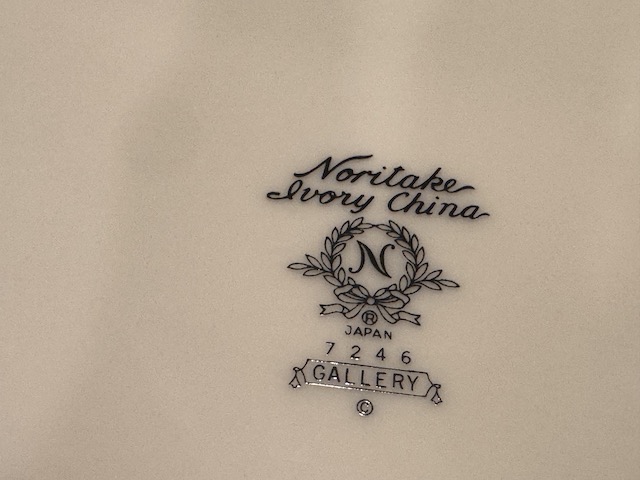 Noritake
Ivory China
N
®
JAPAN
7246
GALLERY
©